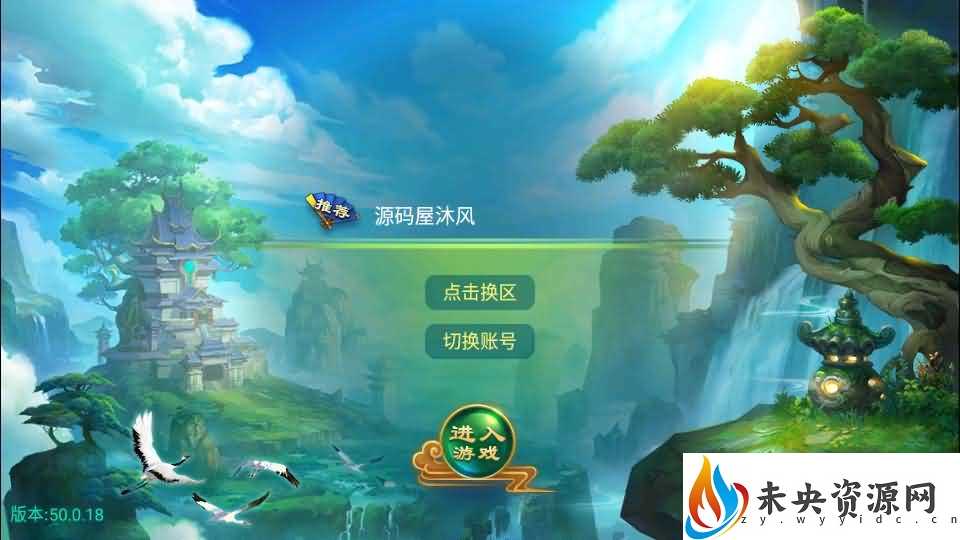 推荐
源码屋沐风
点击换区
切换账号
进入
游戏
版本:50.0.18
未央资源网
zy.wyyidc.cn